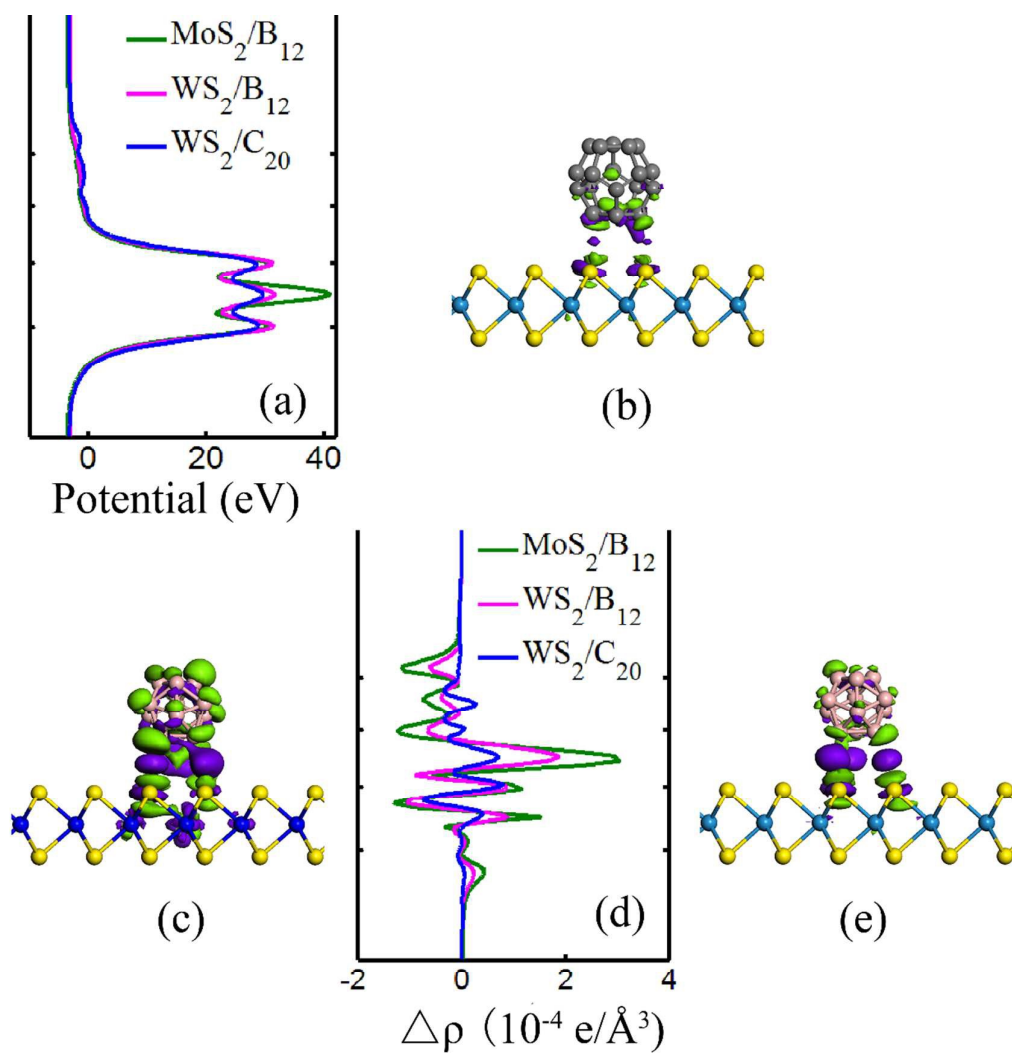 MoS₂/B₁₂
WS₂/B₁₂
WS₂/C₂₀
(a)
0 20 40
Potential (eV)
(b)
MoS₂/B₁₂
WS₂/B₁₂
WS₂/C₂₀
(c)
(d)
(e)
-2 0 2 4
△ρ (10⁻⁴ e/Å³)